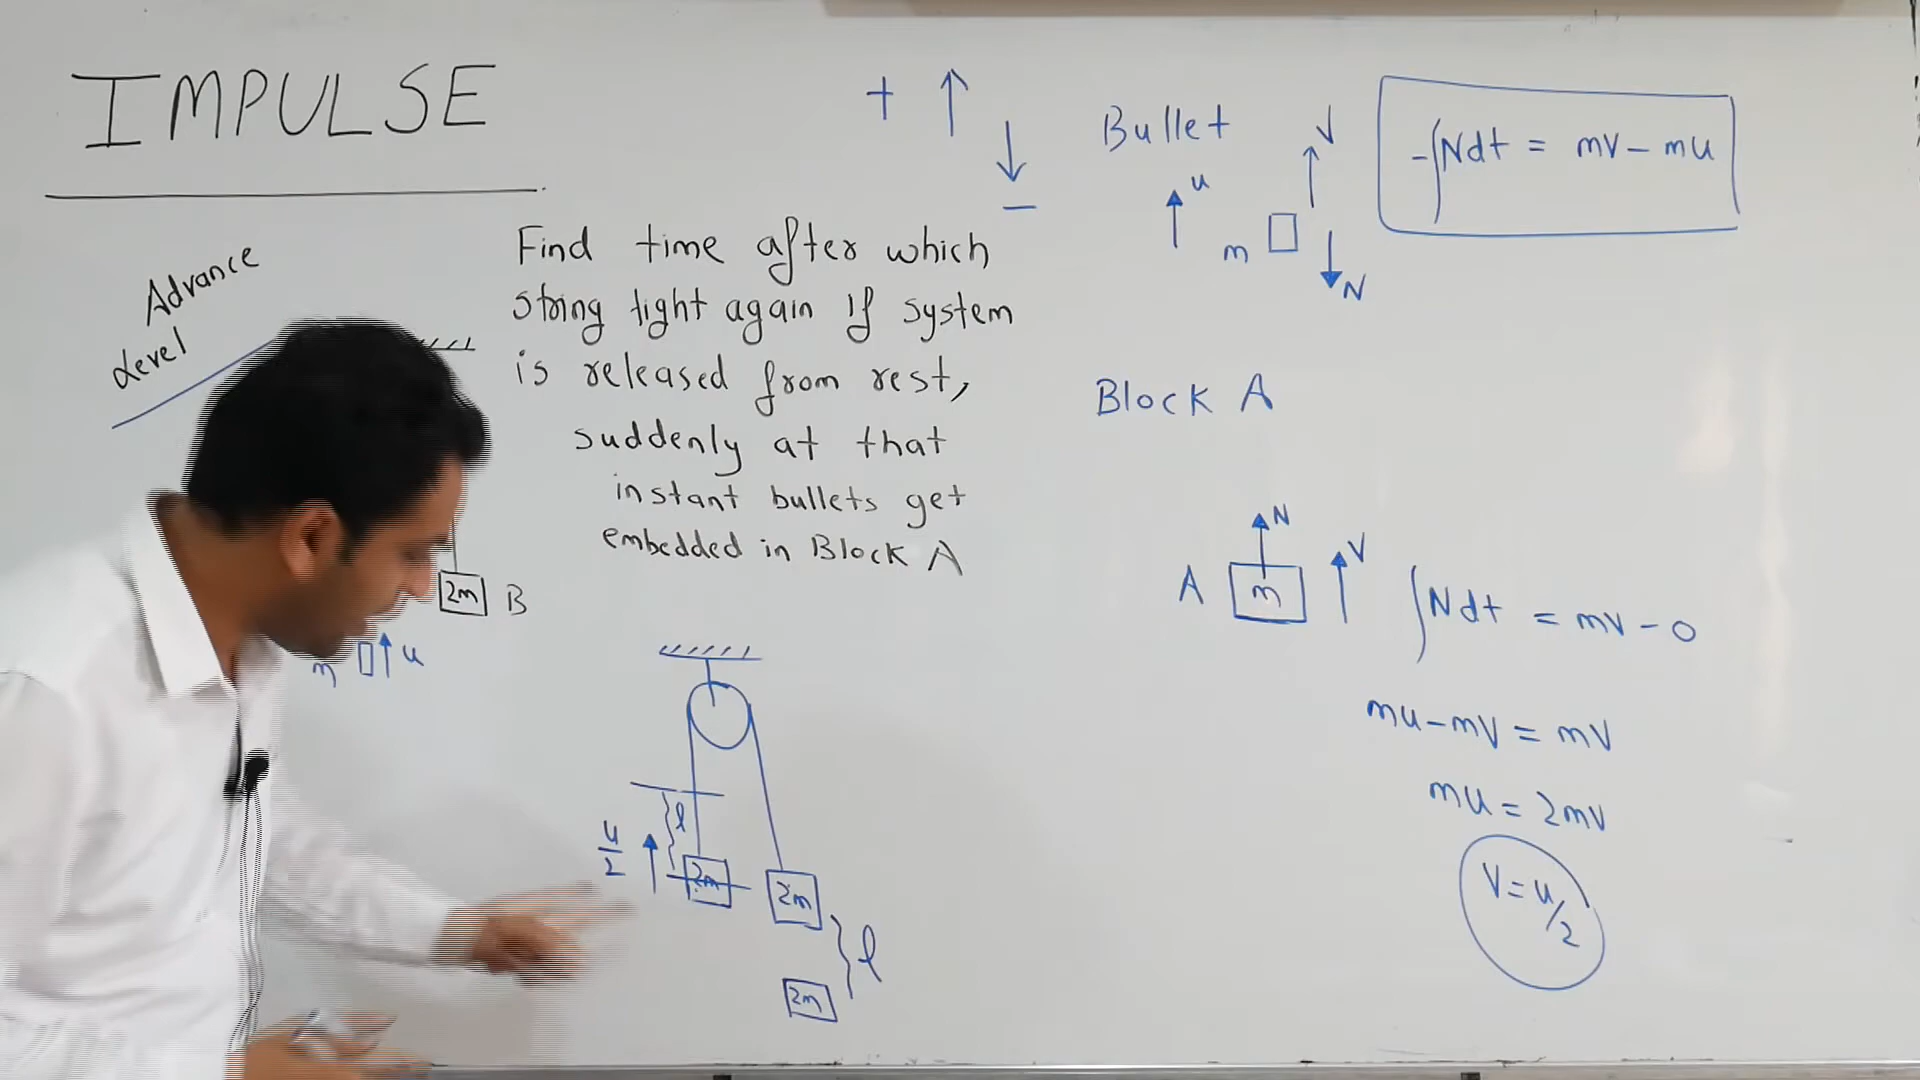 IMPULSE
Advance
Level
Find time after which
string tight again If system
is released from rest,
suddenly at that
instant bullets get
embedded in Block A
2m B
m u
+
−
Bullet
u
m
V
N
-∫Ndt = mV - mu
Block A
N
A m V
∫Ndt = mV - 0
mu - mV = mV
mu = 2mV
V = u/2
u/2
l
2m
2m
l
2m